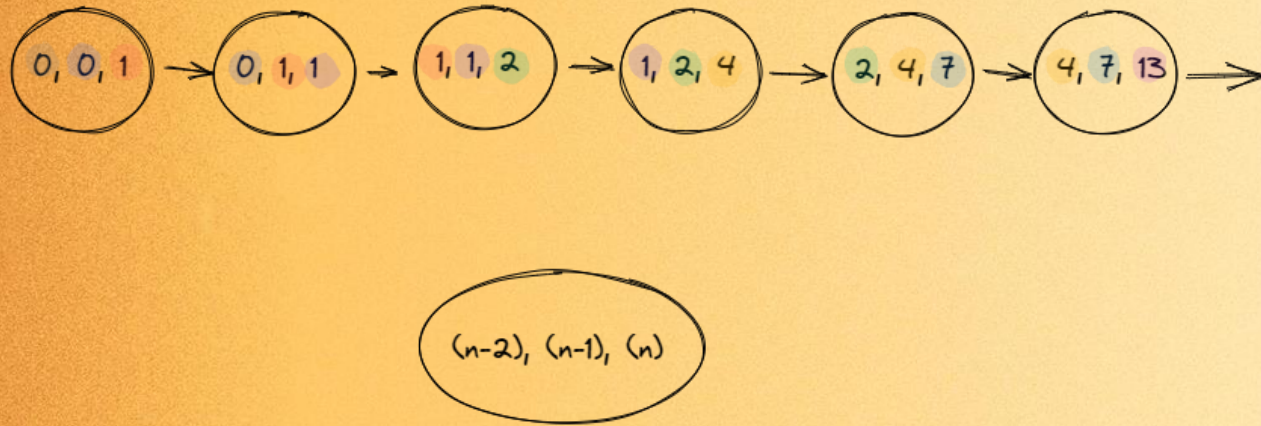 0, 0, 1 → 0, 1, 1 → 1, 1, 2 → 1, 2, 4 → 2, 4, 7 → 4, 7, 13 →
(n-2), (n-1), (n)